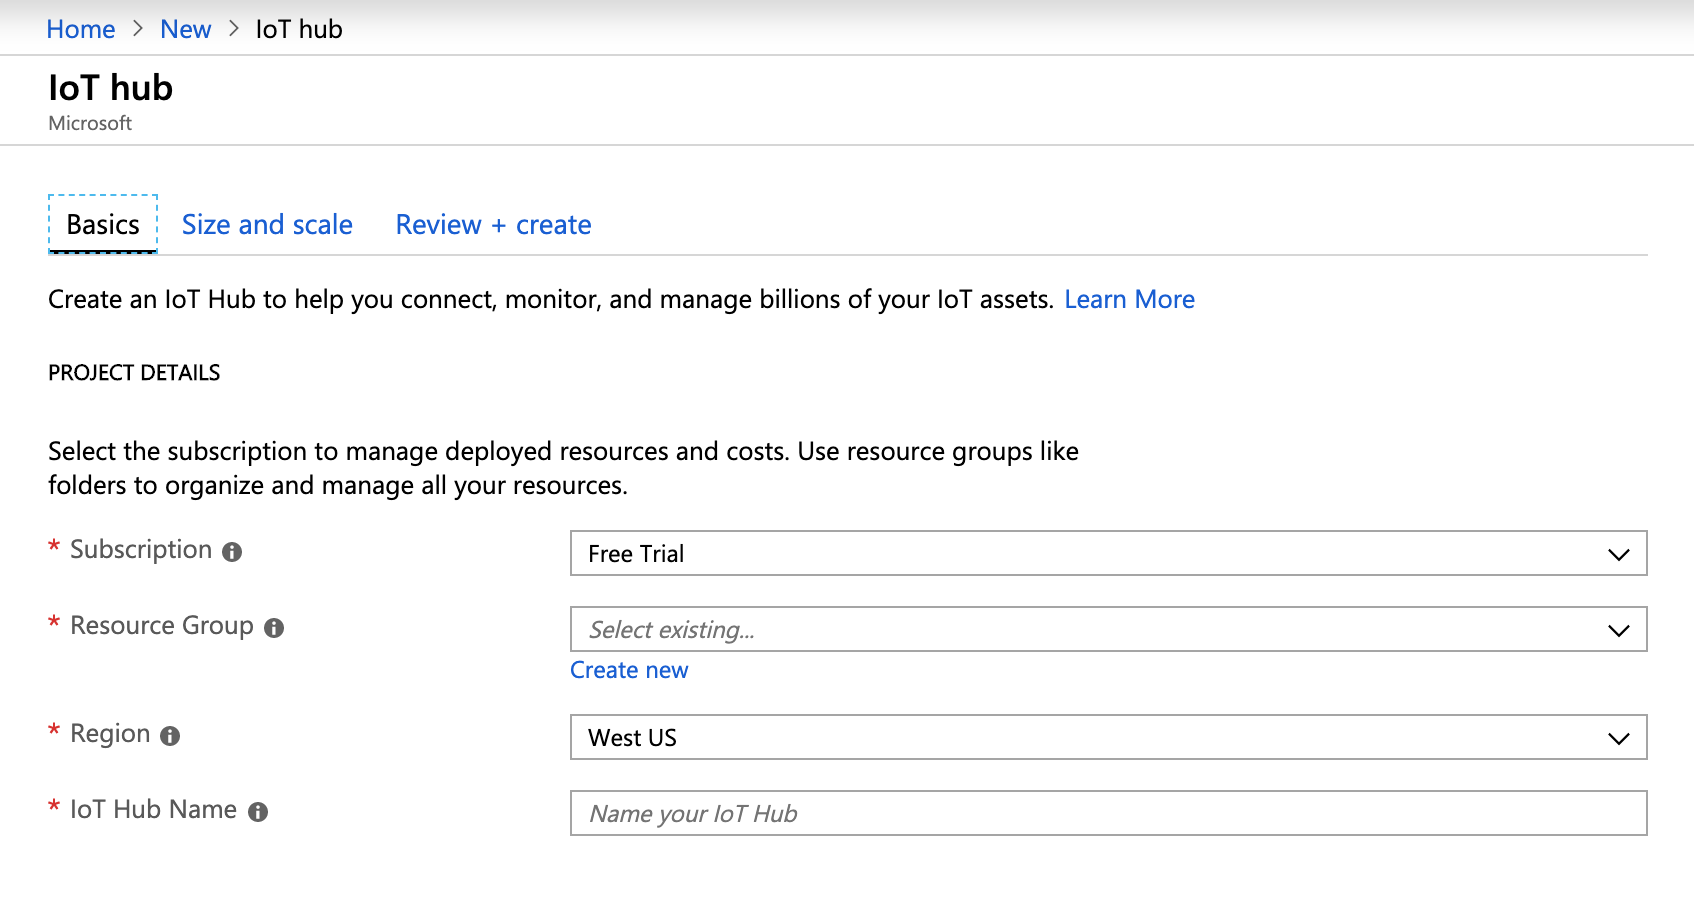 Home > New > IoT hub
IoT hub
Microsoft
Basics Size and scale Review + create
Create an IoT Hub to help you connect, monitor, and manage billions of your IoT assets. Learn More
PROJECT DETAILS
Select the subscription to manage deployed resources and costs. Use resource groups like
folders to organize and manage all your resources.
* Subscription Free Trial
* Resource Group Select existing...
Create new
* Region West US
* IoT Hub Name Name your IoT Hub